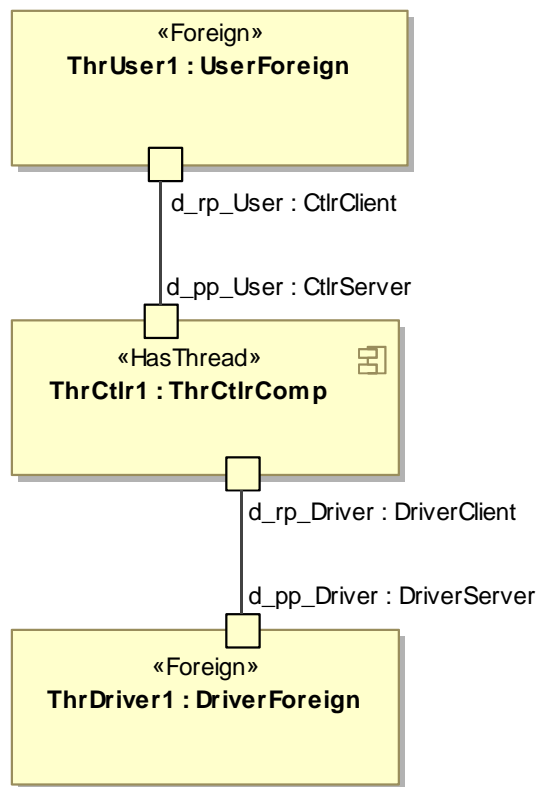 «Foreign»
ThrUser1 : UserForeign
d_rp_User : CtlrClient
d_pp_User : CtlrServer
«HasThread»
ThrCtlr1 : ThrCtlrComp
d_rp_Driver : DriverClient
d_pp_Driver : DriverServer
«Foreign»
ThrDriver1 : DriverForeign